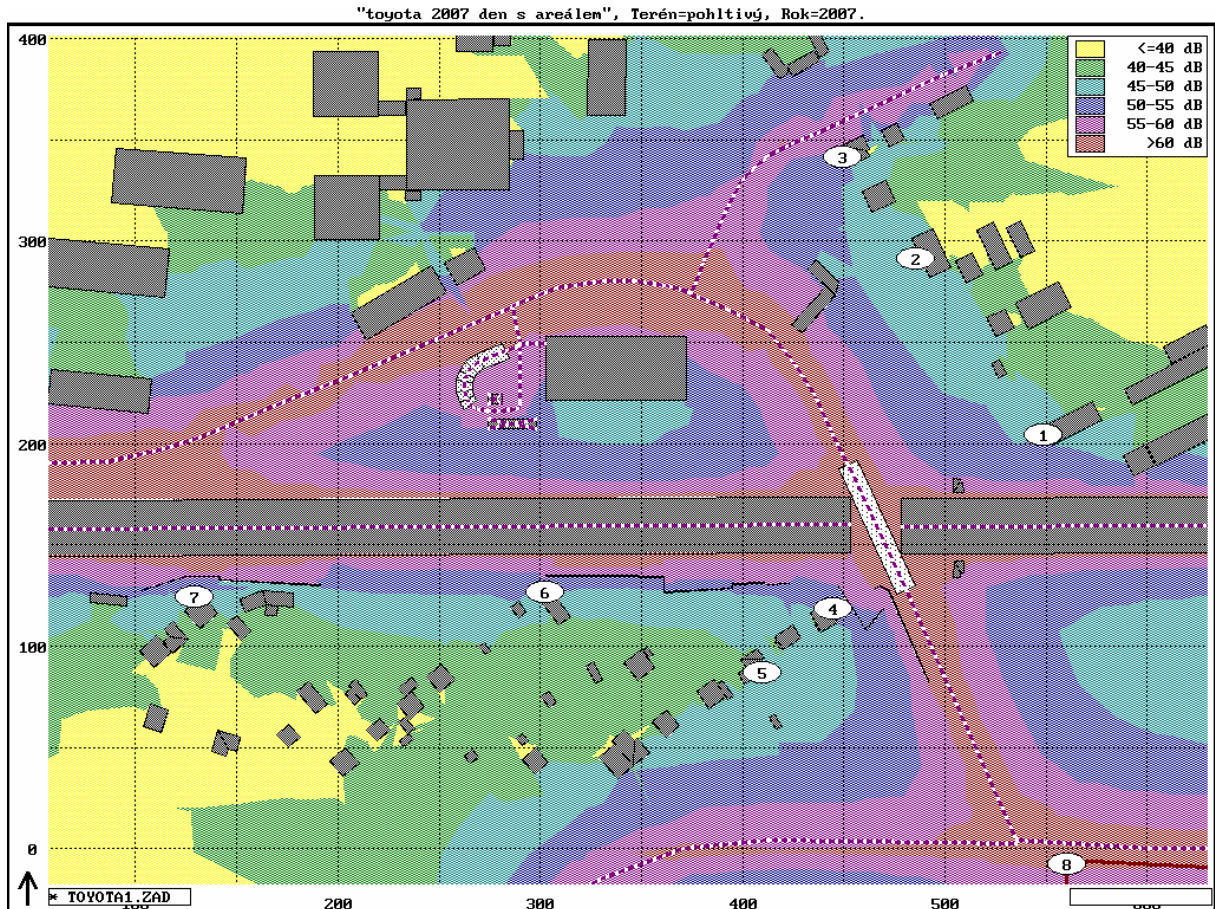 "toyota 2007 den s areálem", Terén=pohltivý, Rok=2007.
400
<=40 dB
40-45 dB
45-50 dB
50-55 dB
55-60 dB
>60 dB
3
300
2
200
1
7
6
4
100
5
0
8
* TOYOTA1.ZAD
200
300
400
500